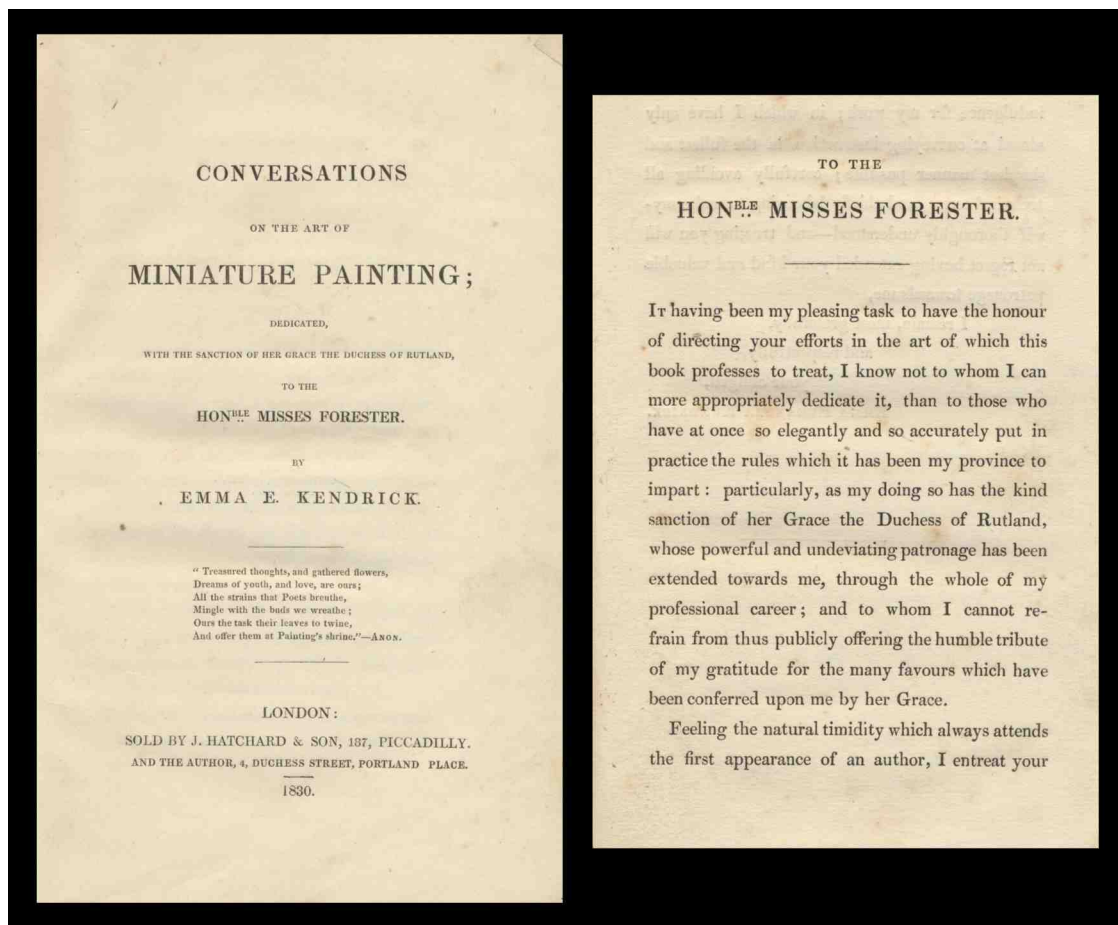 CONVERSATIONS
ON THE ART OF
MINIATURE PAINTING;
DEDICATED,
WITH THE SANCTION OF HER GRACE THE DUCHESS OF RUTLAND,
TO THE
HONBLE MISSES FORESTER.
BY
EMMA E. KENDRICK.
" Treasured thoughts, and gathered flowers,
Dreams of youth, and love, are ours;
All the strains that Poets breathe,
Mingle with the buds we wreathe;
Ours the task their leaves to twine,
And offer them at Painting's shrine."—ANON.
LONDON:
SOLD BY J. HATCHARD & SON, 187, PICCADILLY.
AND THE AUTHOR, 4, DUCHESS STREET, PORTLAND PLACE.
1830.
TO THE
HONBLE MISSES FORESTER.
IT having been my pleasing task to have the honour
of directing your efforts in the art of which this
book professes to treat, I know not to whom I can
more appropriately dedicate it, than to those who
have at once so elegantly and so accurately put in
practice the rules which it has been my province to
impart: particularly, as my doing so has the kind
sanction of her Grace the Duchess of Rutland,
whose powerful and undeviating patronage has been
extended towards me, through the whole of my
professional career; and to whom I cannot re-
frain from thus publicly offering the humble tribute
of my gratitude for the many favours which have
been conferred upon me by her Grace.
Feeling the natural timidity which always attends
the first appearance of an author, I entreat your